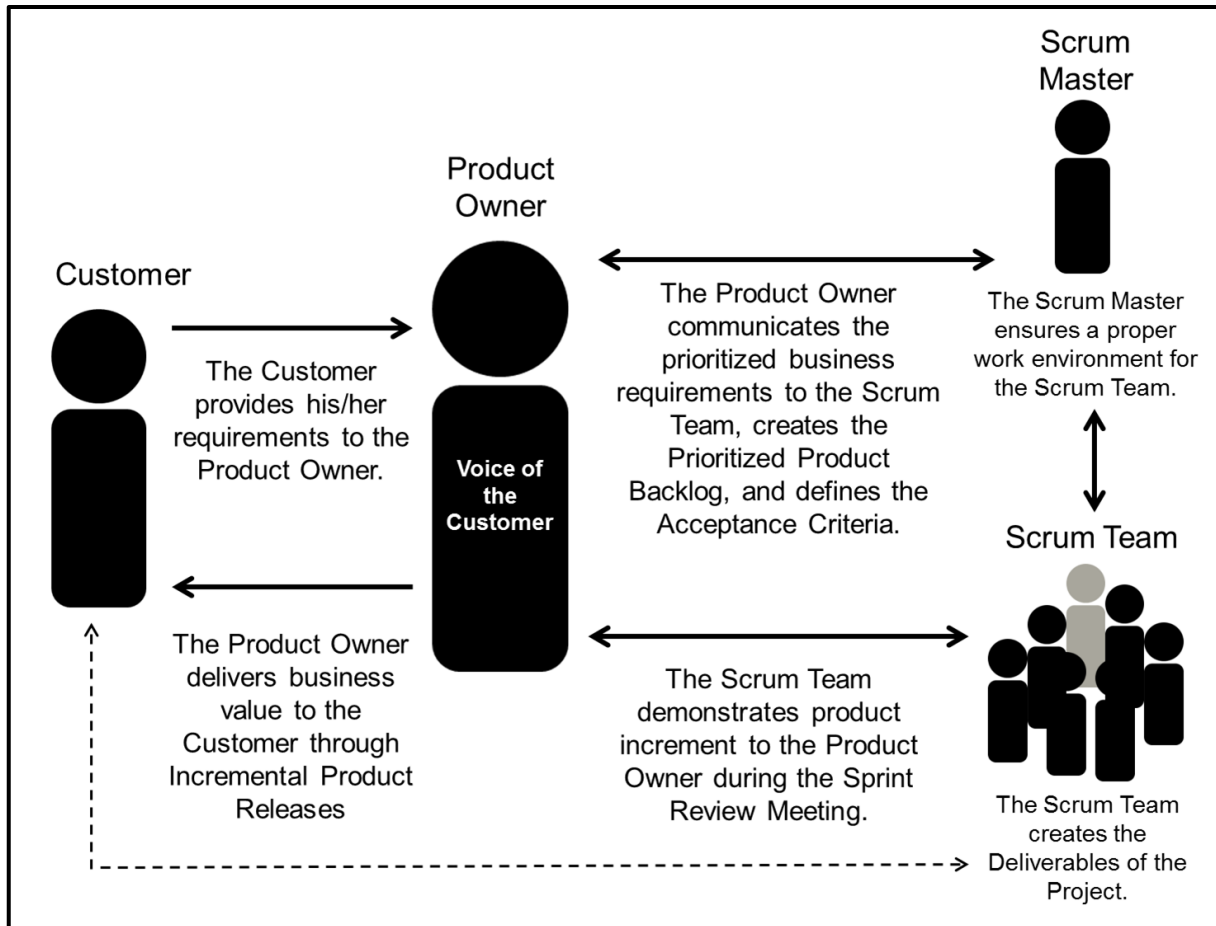 Scrum
Master
Product
Owner
Customer
The Customer
provides his/her
requirements to the
Product Owner.
Voice of
the
Customer
The Product Owner
communicates the
prioritized business
requirements to the Scrum
Team, creates the
Prioritized Product
Backlog, and defines the
Acceptance Criteria.
The Scrum Master
ensures a proper
work environment for
the Scrum Team.
Scrum Team
The Product Owner
delivers business
value to the
Customer through
Incremental Product
Releases
The Scrum Team
demonstrates product
increment to the Product
Owner during the Sprint
Review Meeting.
The Scrum Team
creates the
Deliverables of the
Project.